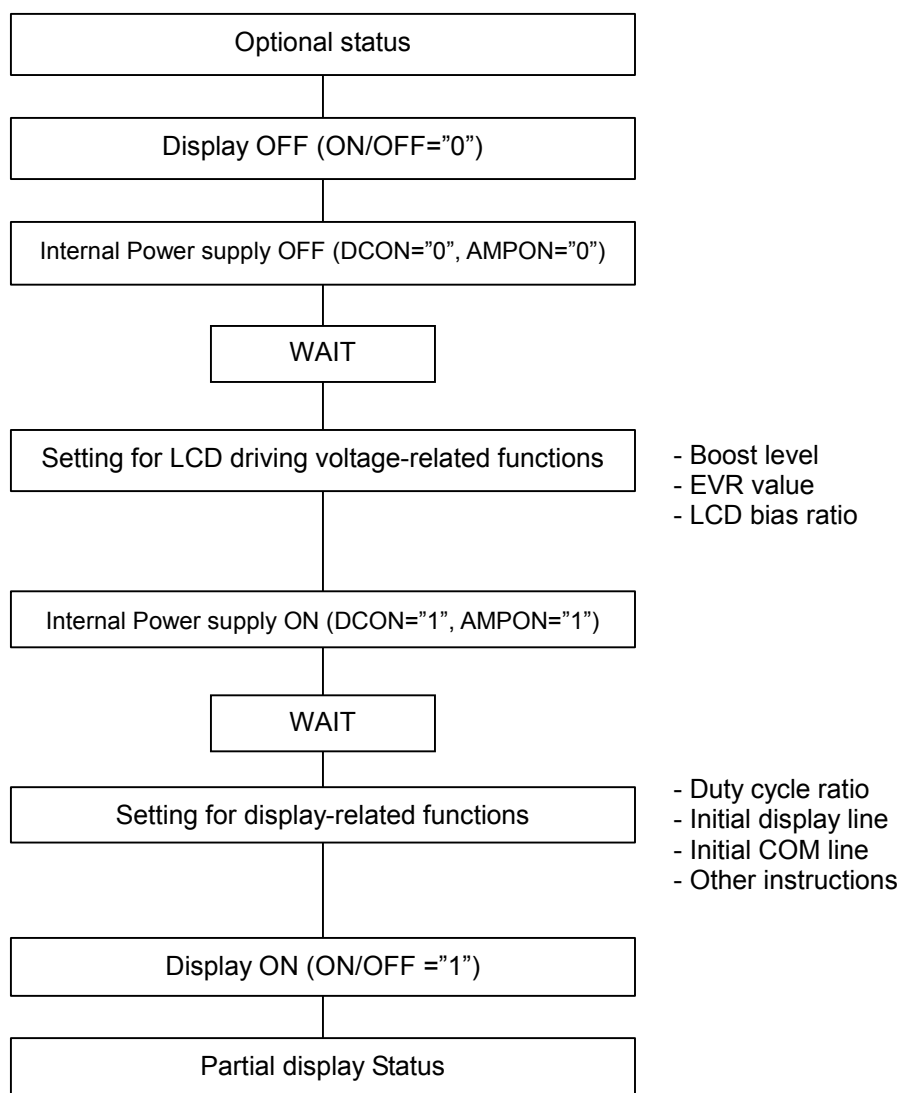 Optional status
Display OFF (ON/OFF=”0”)
Internal Power supply OFF (DCON=”0”, AMPON=”0”)
WAIT
Setting for LCD driving voltage-related functions
- Boost level
- EVR value
- LCD bias ratio
Internal Power supply ON (DCON=”1”, AMPON=”1”)
WAIT
Setting for display-related functions
- Duty cycle ratio
- Initial display line
- Initial COM line
- Other instructions
Display ON (ON/OFF =”1”)
Partial display Status